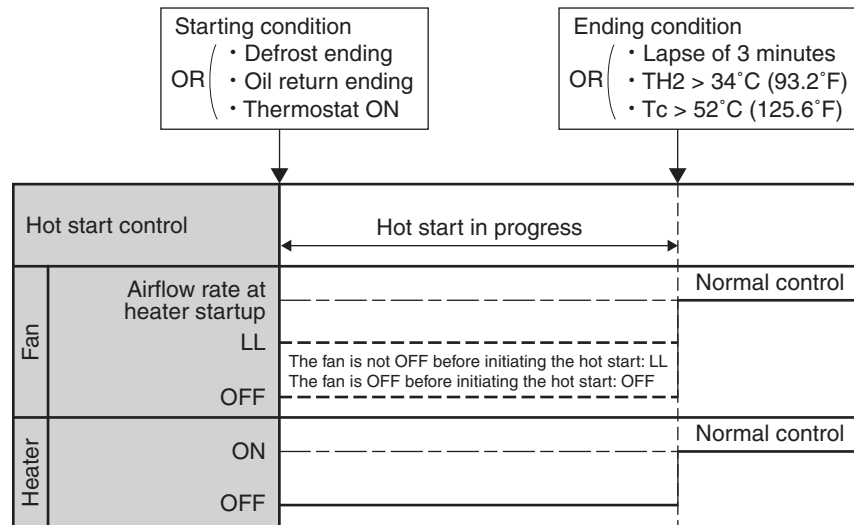 Starting condition
OR
・Defrost ending
・Oil return ending
・Thermostat ON
Ending condition
OR
・Lapse of 3 minutes
・TH2 > 34˚C (93.2˚F)
・Tc > 52˚C (125.6˚F)
Hot start control
Hot start in progress
Fan
Airflow rate at
heater startup
Normal control
LL
The fan is not OFF before initiating the hot start: LL
The fan is OFF before initiating the hot start: OFF
OFF
Heater
Normal control
ON
OFF